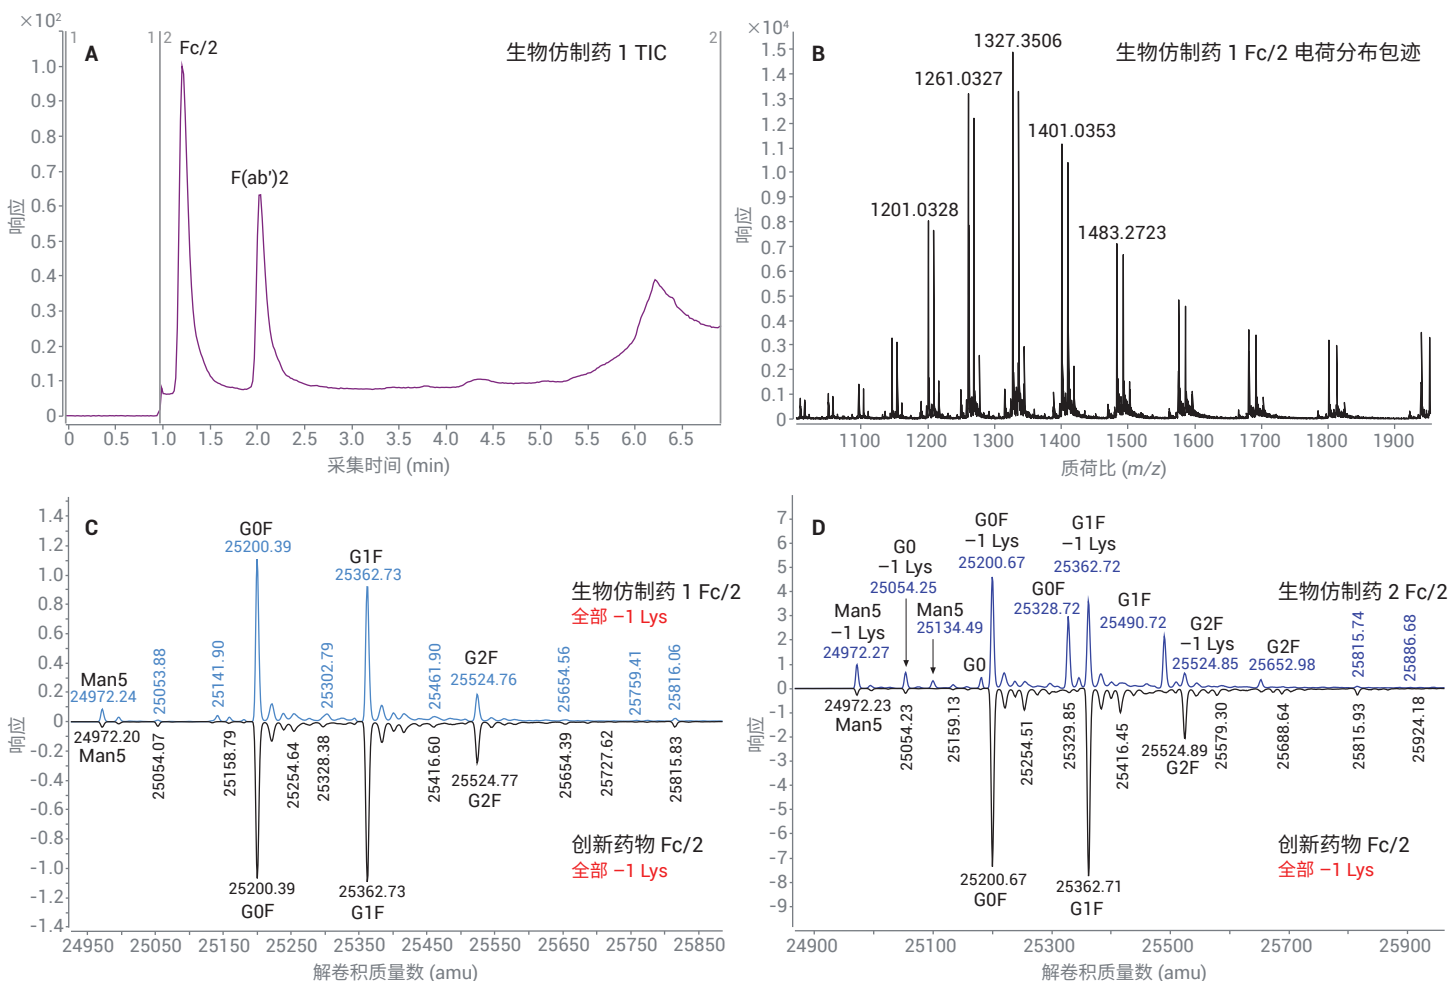 ×10²
1
1
2
2
A
Fc/2
生物仿制药 1 TIC
F(ab')2
1.0
0.9
0.8
0.7
0.6
0.5
0.4
0.3
0.2
0.1
0
响应
0 0.5 1.0 1.5 2.0 2.5 3.0 3.5 4.0 4.5 5.0 5.5 6.0 6.5
采集时间 (min)
×10⁴
B
1327.3506
生物仿制药 1 Fc/2 电荷分布包迹
1261.0327
1401.0353
1201.0328
1483.2723
1.5
1.4
1.3
1.2
1.1
1.0
0.9
0.8
0.7
0.6
0.5
0.4
0.3
0.2
0.1
0
响应
1100 1200 1300 1400 1500 1600 1700 1800 1900
质荷比 (m/z)
C
G0F
25200.39
G1F
25362.73
生物仿制药 1 Fc/2
全部 –1 Lys
Man5
24972.24
25053.88
25141.90
25302.79
25461.90
G2F
25524.76
25654.56
25759.41
25816.06
24972.20
Man5
25054.07
25158.79
25254.64
25328.38
25416.60
25524.77
G2F
25654.39
25727.62
25815.83
创新药物 Fc/2
全部 –1 Lys
25200.39
G0F
25362.73
G1F
1.4
1.2
1.0
0.8
0.6
0.4
0.2
0
-0.2
-0.4
-0.6
-0.8
-1.0
-1.2
-1.4
响应
24950 25050 25150 25250 25350 25450 25550 25650 25750 25850
解卷积质量数 (amu)
D
G0F
–1 Lys
25200.67
G1F
–1 Lys
25362.72
G0
–1 Lys
25054.25
生物仿制药 2 Fc/2
Man5
–1 Lys
24972.27
Man5
25134.49
G0
G0F
25328.72
G1F
25490.72
G2F
–1 Lys
25524.85
G2F
25652.98
25815.74
25886.68
24972.23
Man5
25054.23
25159.13
25254.51
25329.85
25416.45
25524.89
G2F
25579.30
25688.64
25815.93
25924.18
创新药物 Fc/2
全部 –1 Lys
25200.67
G0F
25362.71
G1F
7
6
5
4
3
2
1
0
-1
-2
-3
-4
-5
-6
-7
-8
-9
响应
24900 25100 25300 25500 25700 25900
解卷积质量数 (amu)